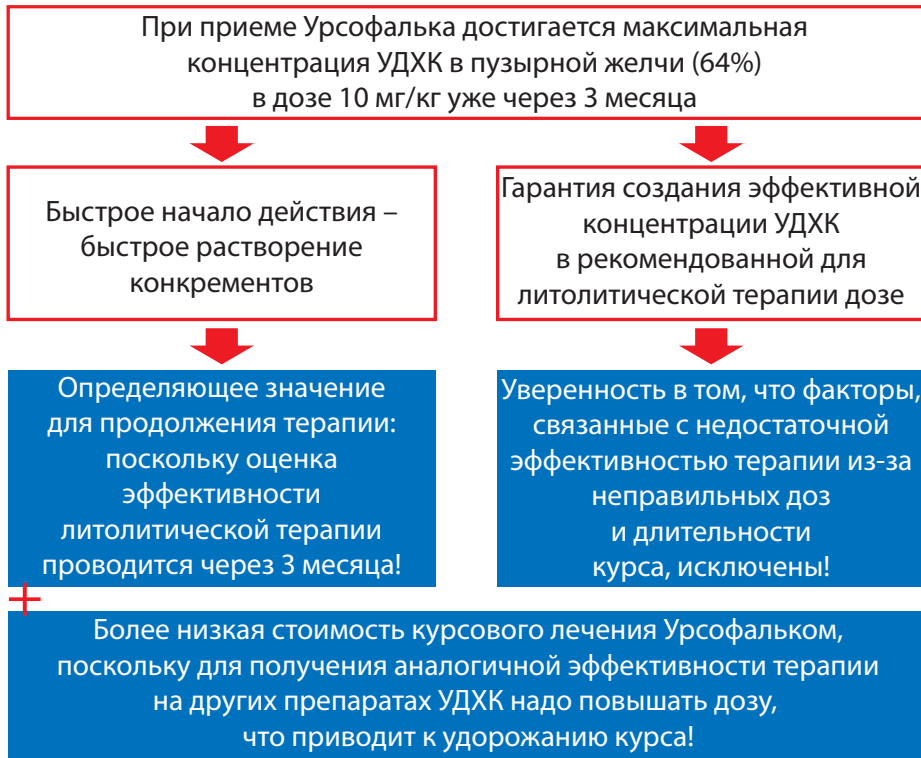 При приеме Урсофалька достигается максимальная
концентрация УДХК в пузырной желчи (64%)
в дозе 10 мг/кг уже через 3 месяца
Быстрое начало действия –
быстрое растворение
конкрементов
Гарантия создания эффективной
концентрации УДХК
в рекомендованной для
литолитической терапии дозе
Определяющее значение
для продолжения терапии:
поскольку оценка
эффективности
литолитической терапии
проводится через 3 месяца!
Уверенность в том, что факторы,
связанные с недостаточной
эффективностью терапии из-за
неправильных доз
и длительности
курса, исключены!
+
Более низкая стоимость курсового лечения Урсофальком,
поскольку для получения аналогичной эффективности терапии
на других препаратах УДХК надо повышать дозу,
что приводит к удорожанию курса!